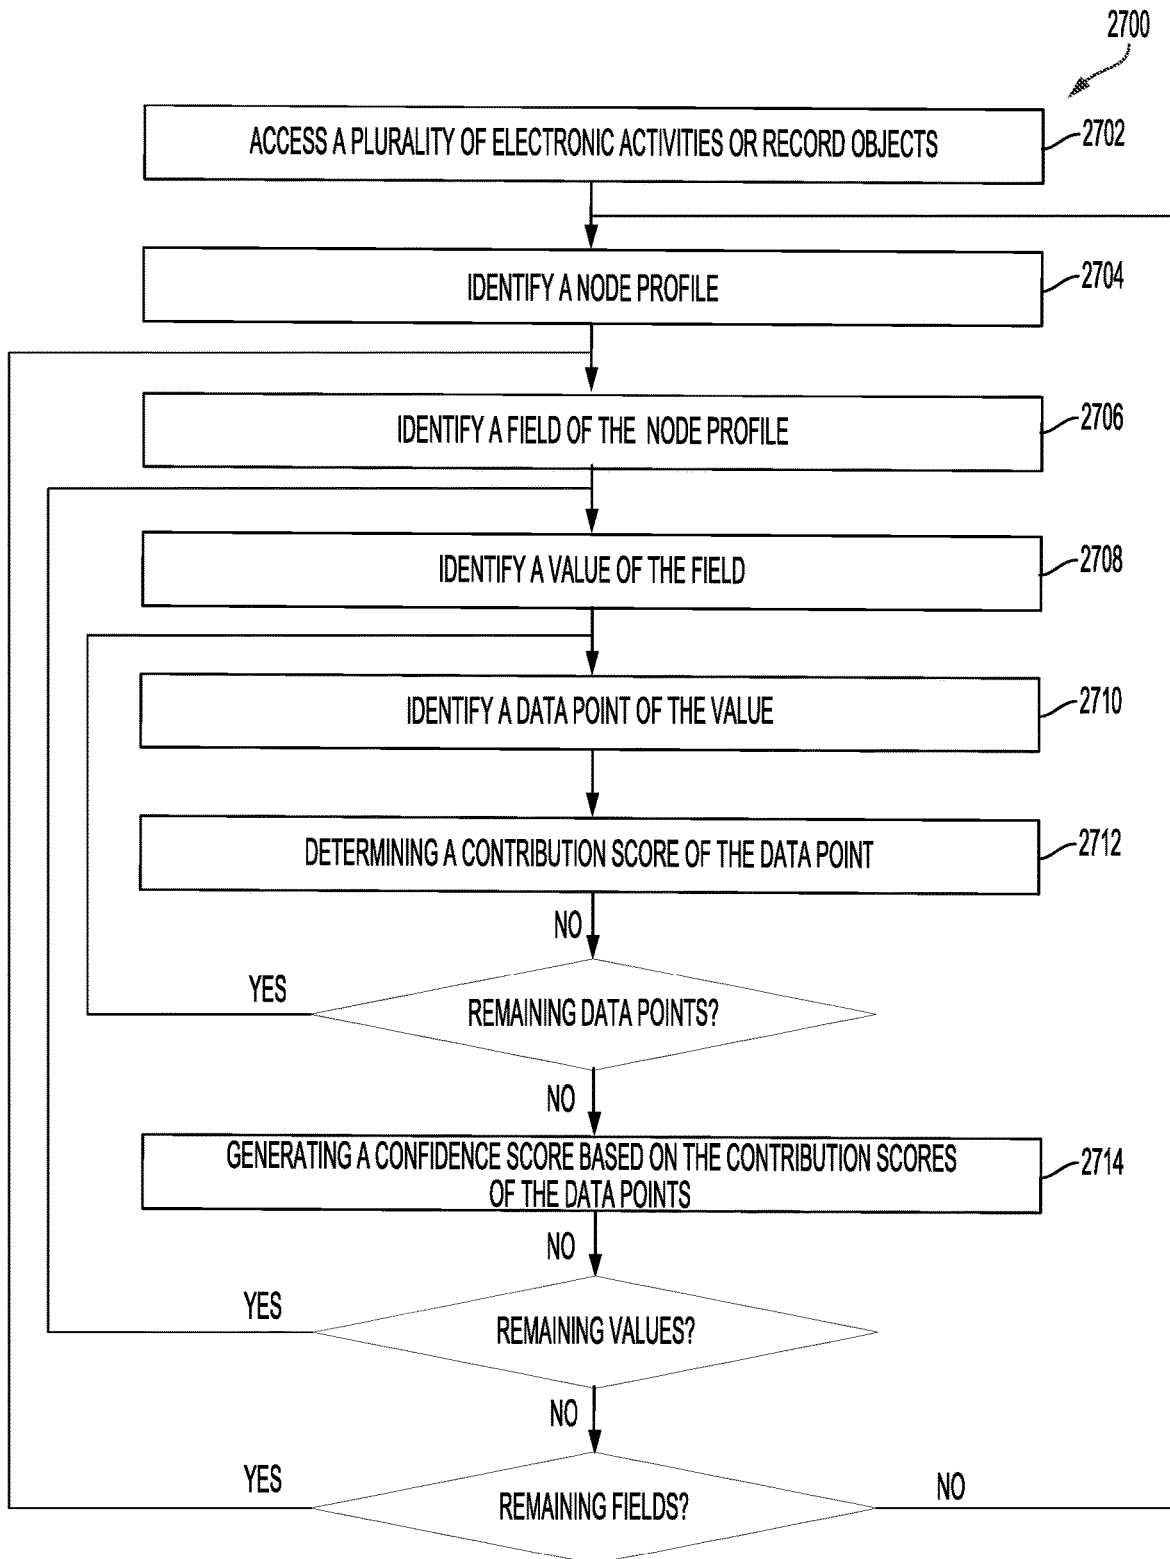 2700
ACCESS A PLURALITY OF ELECTRONIC ACTIVITIES OR RECORD OBJECTS
2702
IDENTIFY A NODE PROFILE
2704
IDENTIFY A FIELD OF THE NODE PROFILE
2706
IDENTIFY A VALUE OF THE FIELD
2708
IDENTIFY A DATA POINT OF THE VALUE
2710
DETERMINING A CONTRIBUTION SCORE OF THE DATA POINT
2712
NO
YES
REMAINING DATA POINTS?
NO
GENERATING A CONFIDENCE SCORE BASED ON THE CONTRIBUTION SCORES
OF THE DATA POINTS
2714
NO
YES
REMAINING VALUES?
NO
YES
REMAINING FIELDS?
NO